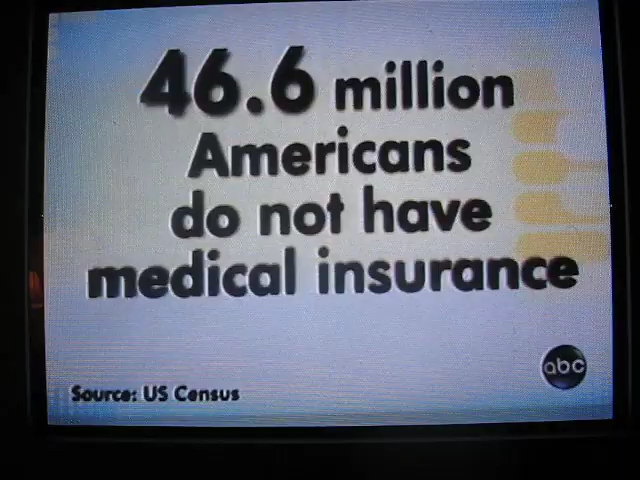 46.6 million
Americans
do not have
medical insurance
abc
Source: US Census